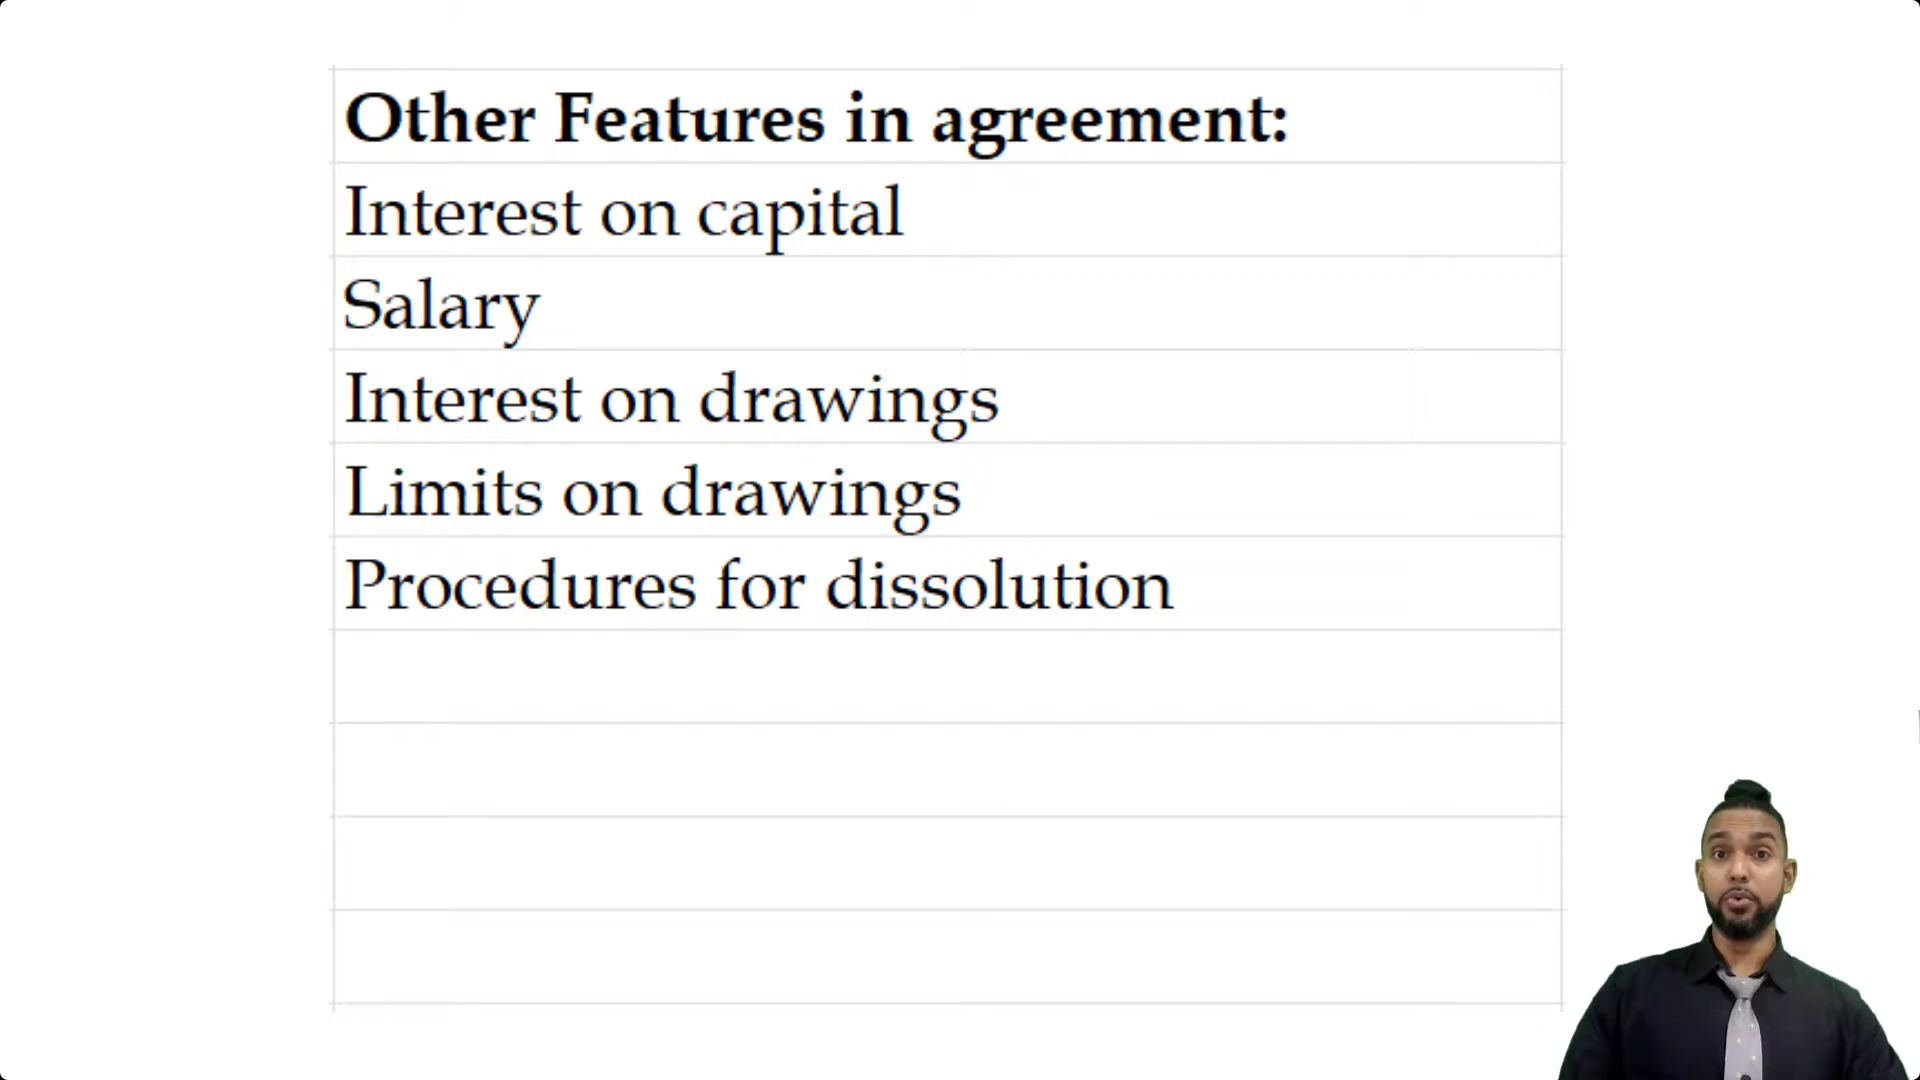 Other Features in agreement:
Interest on capital
Salary
Interest on drawings
Limits on drawings
Procedures for dissolution